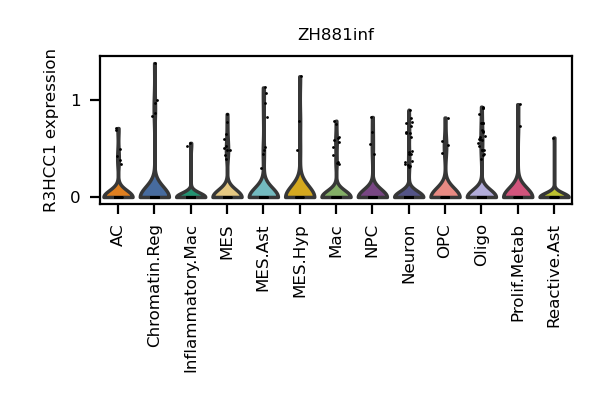 ZH881inf
R3HCC1 expression
1
0
AC
Chromatin.Reg
Inflammatory.Mac
MES
MES.Ast
MES.Hyp
Mac
NPC
Neuron
OPC
Oligo
Prolif.Metab
Reactive.Ast